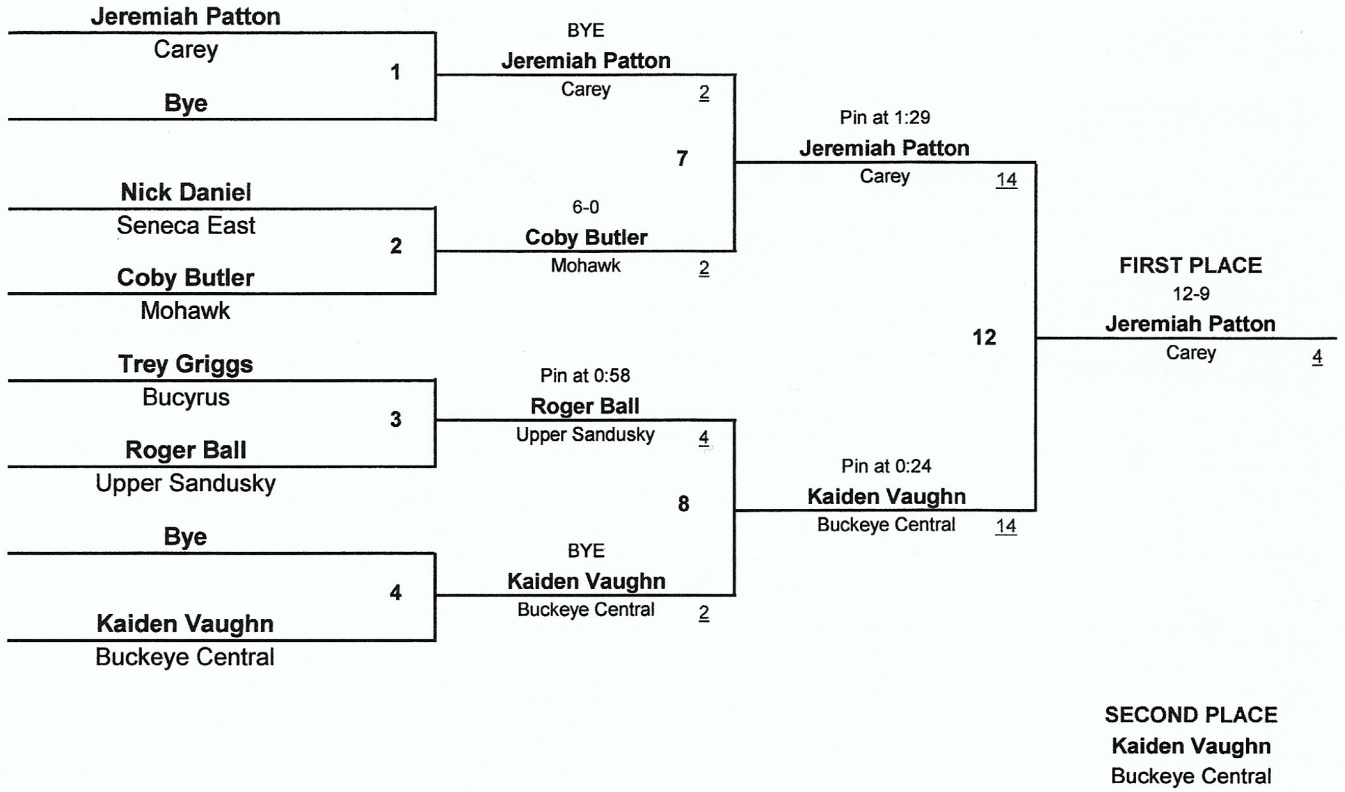 Jeremiah Patton
Carey
1
Bye
BYE
Jeremiah Patton
Carey 2
7
Nick Daniel
Seneca East
2
Coby Butler
Mohawk
6-0
Coby Butler
Mohawk 2
Pin at 1:29
Jeremiah Patton
Carey 14
Trey Griggs
Bucyrus
3
Roger Ball
Upper Sandusky
Pin at 0:58
Roger Ball
Upper Sandusky 4
8
Bye
4
Kaiden Vaughn
Buckeye Central
BYE
Kaiden Vaughn
Buckeye Central 2
Pin at 0:24
Kaiden Vaughn
Buckeye Central 14
12
FIRST PLACE
12-9
Jeremiah Patton
Carey 4
SECOND PLACE
Kaiden Vaughn
Buckeye Central